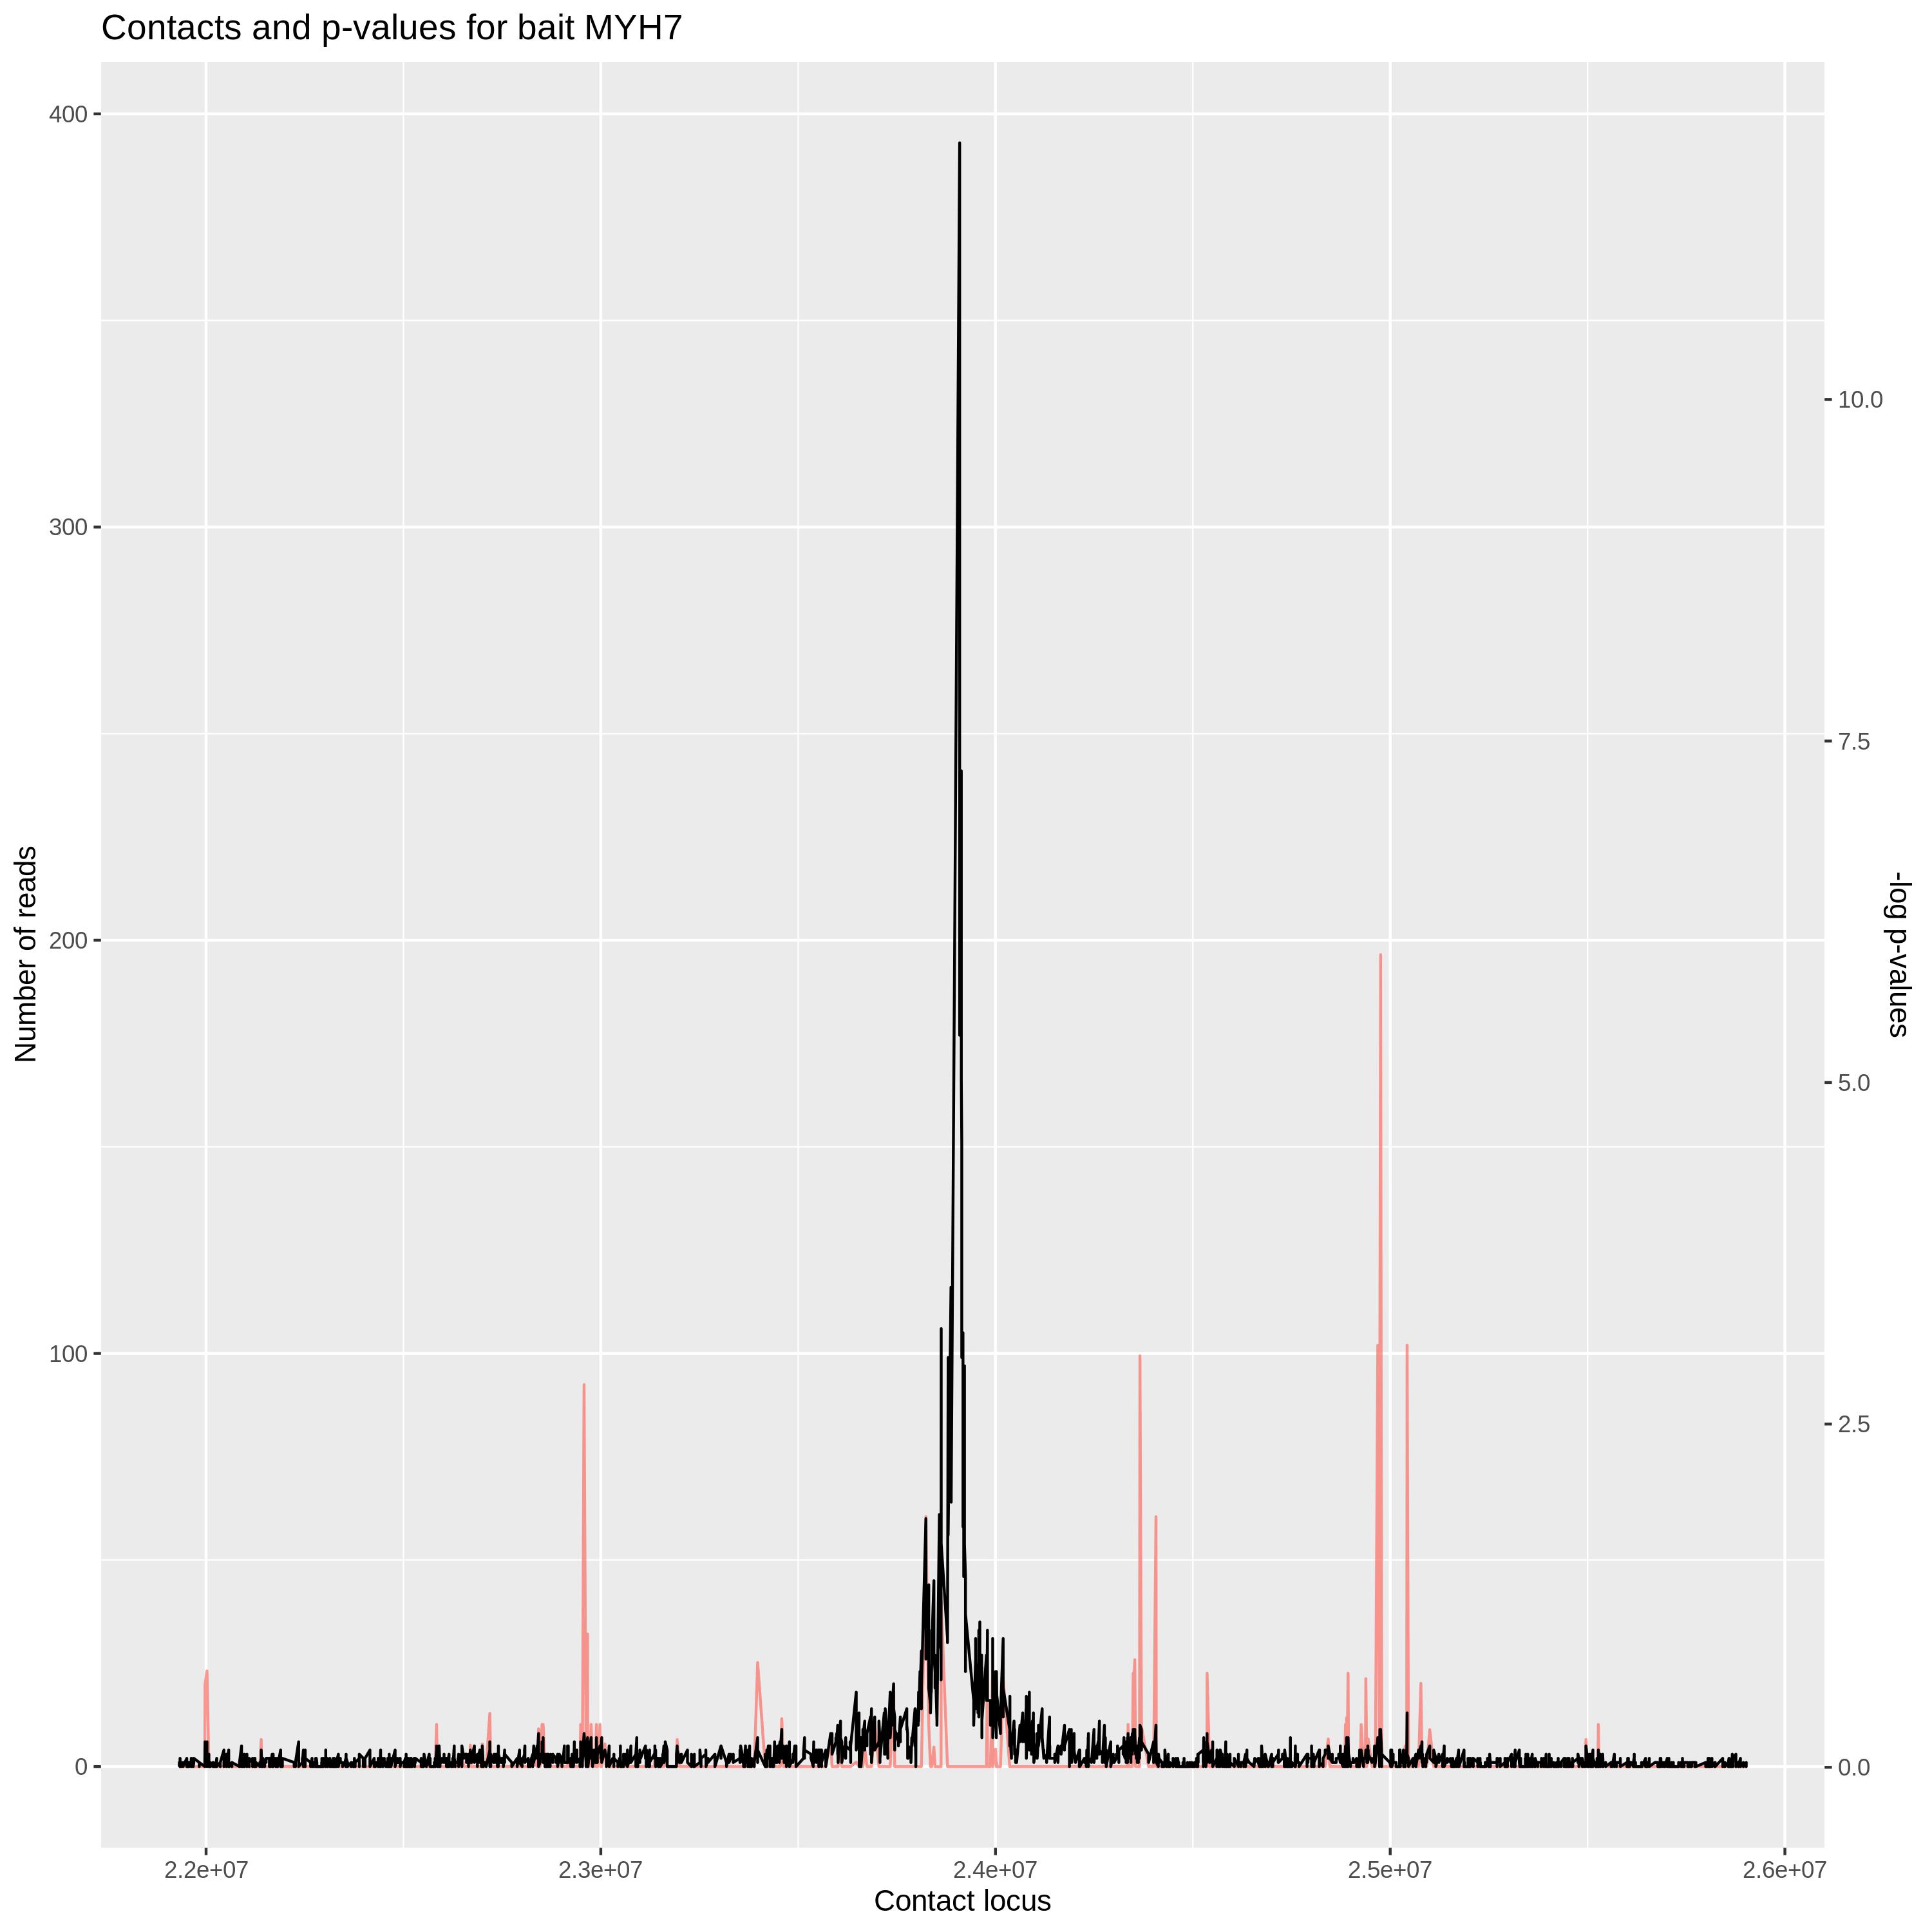 Contacts and p-values for bait MYH7
400
300
200
100
0
Number of reads
10.0
7.5
5.0
2.5
0.0
-log p-values
2.2e+07
2.3e+07
2.4e+07
2.5e+07
2.6e+07
Contact locus